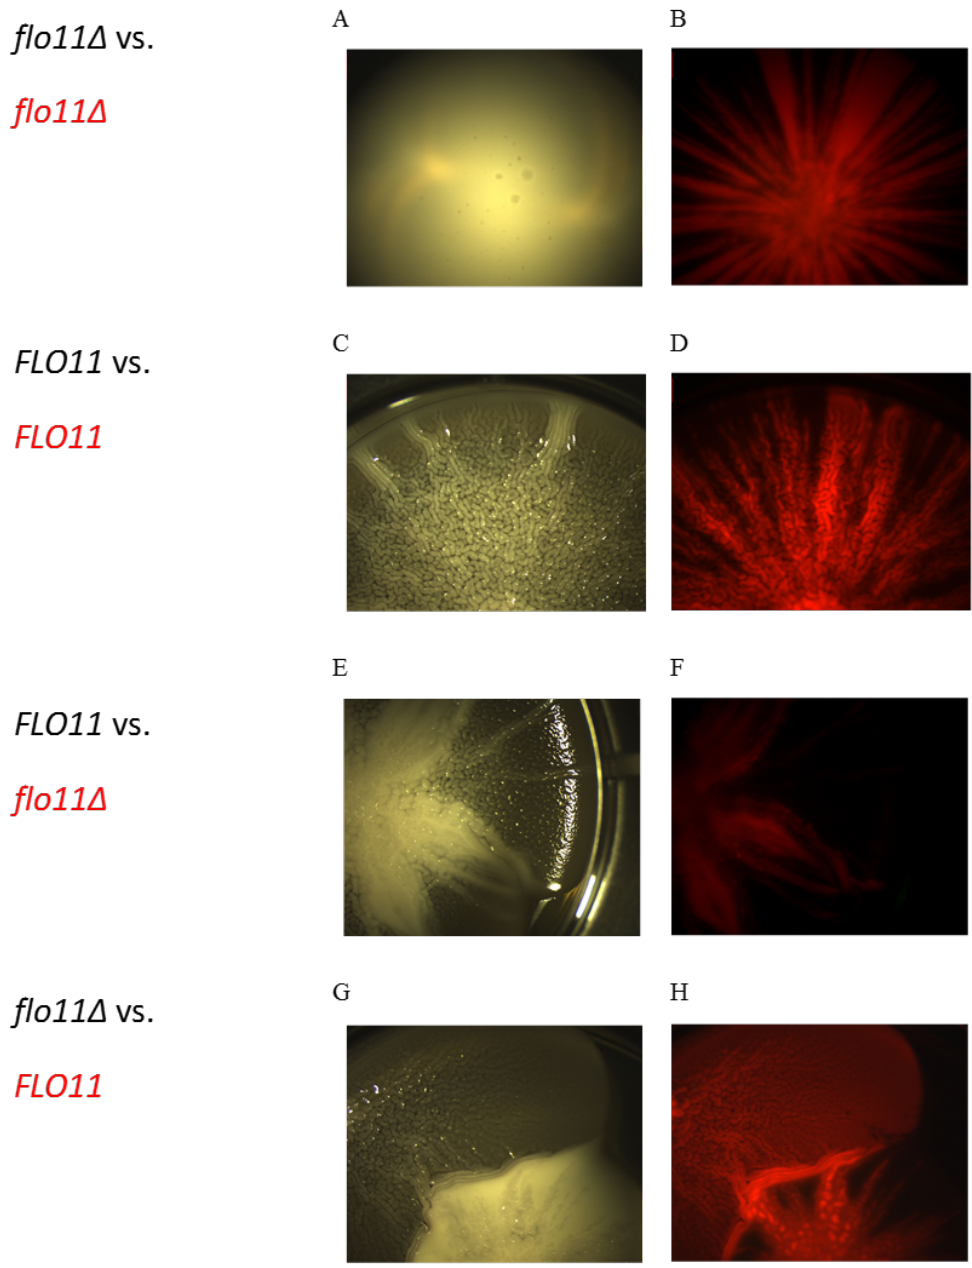 A B
flo11Δ vs.
flo11Δ
C D
FLO11 vs.
FLO11
E F
FLO11 vs.
flo11Δ
G H
flo11Δ vs.
FLO11